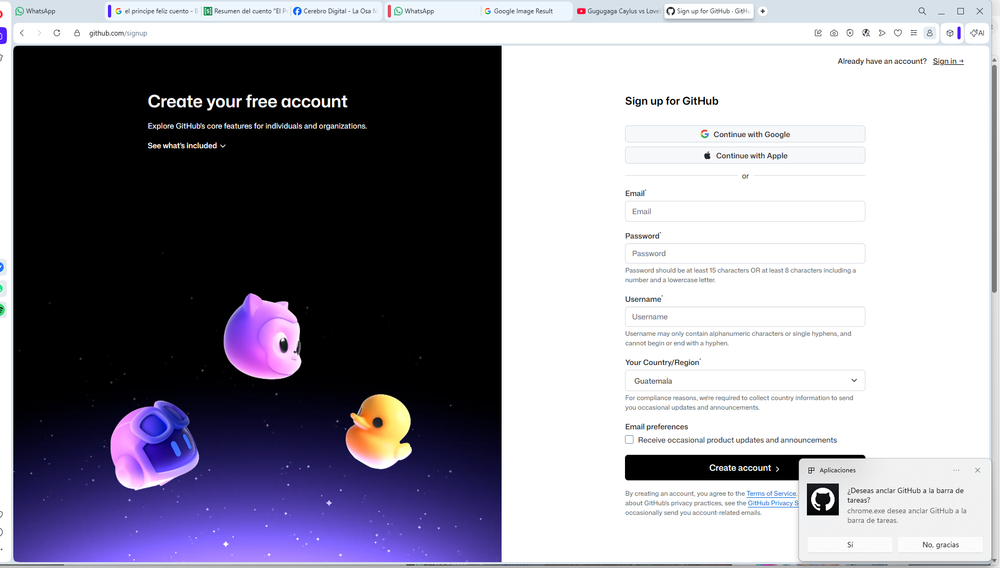 WhatsApp
el principe feliz cuento - B
Resumen del cuento "El Pr
Cerebro Digital - La Osa M
WhatsApp
Google Image Result
Gugugaga Caylus vs Loveb
Sign up for GitHub · GitHu
github.com/signup
AI
Already have an account? Sign in →
Create your free account
Explore GitHub's core features for individuals and organizations.
See what's included
Sign up for GitHub
Continue with Google
Continue with Apple
or
Email*
Email
Password*
Password
Password should be at least 15 characters OR at least 8 characters including a
number and a lowercase letter.
Username*
Username
Username may only contain alphanumeric characters or single hyphens, and
cannot begin or end with a hyphen.
Your Country/Region*
Guatemala
For compliance reasons, we're required to collect country information to send
you occasional updates and announcements.
Email preferences
Receive occasional product updates and announcements
Create account
By creating an account, you agree to the Terms of Service.
about GitHub's privacy practices, see the GitHub Privacy S
occasionally send you account-related emails.
Aplicaciones
¿Deseas anclar GitHub a la barra de
tareas?
chrome.exe desea anclar GitHub a la
barra de tareas.
Sí
No, gracias